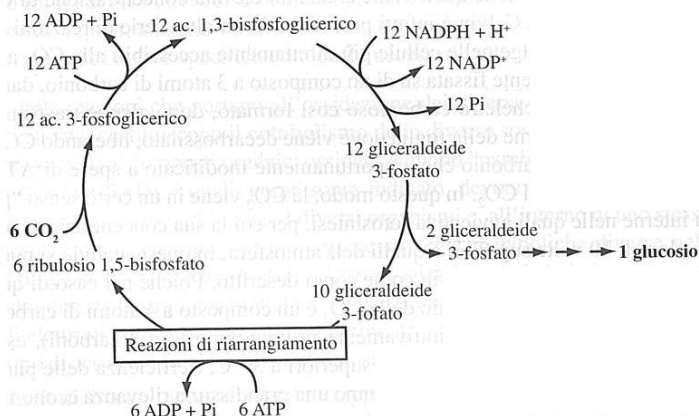 12 ADP + Pi
12 ac. 1,3-bisfosfoglicerico
12 NADPH + H⁺
12 NADP⁺
12 ATP
12 Pi
12 ac. 3-fosfoglicerico
12 gliceraldeide
3-fosfato
6 CO₂
2 gliceraldeide
3-fosfato
1 glucosio
6 ribulosio 1,5-bisfosfato
10 gliceraldeide
3-fofato
Reazioni di riarrangiamento
6 ADP + Pi
6 ATP